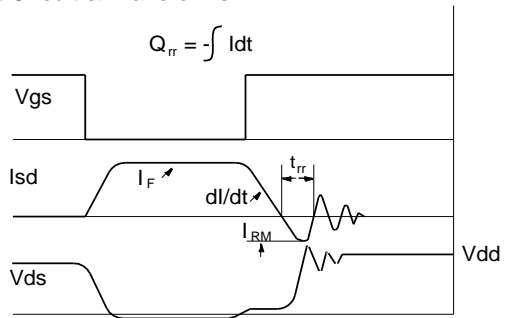 Qrr = -∫ Idt
Vgs
trr
Isd
IF
dI/dt
IRM
Vdd
Vds